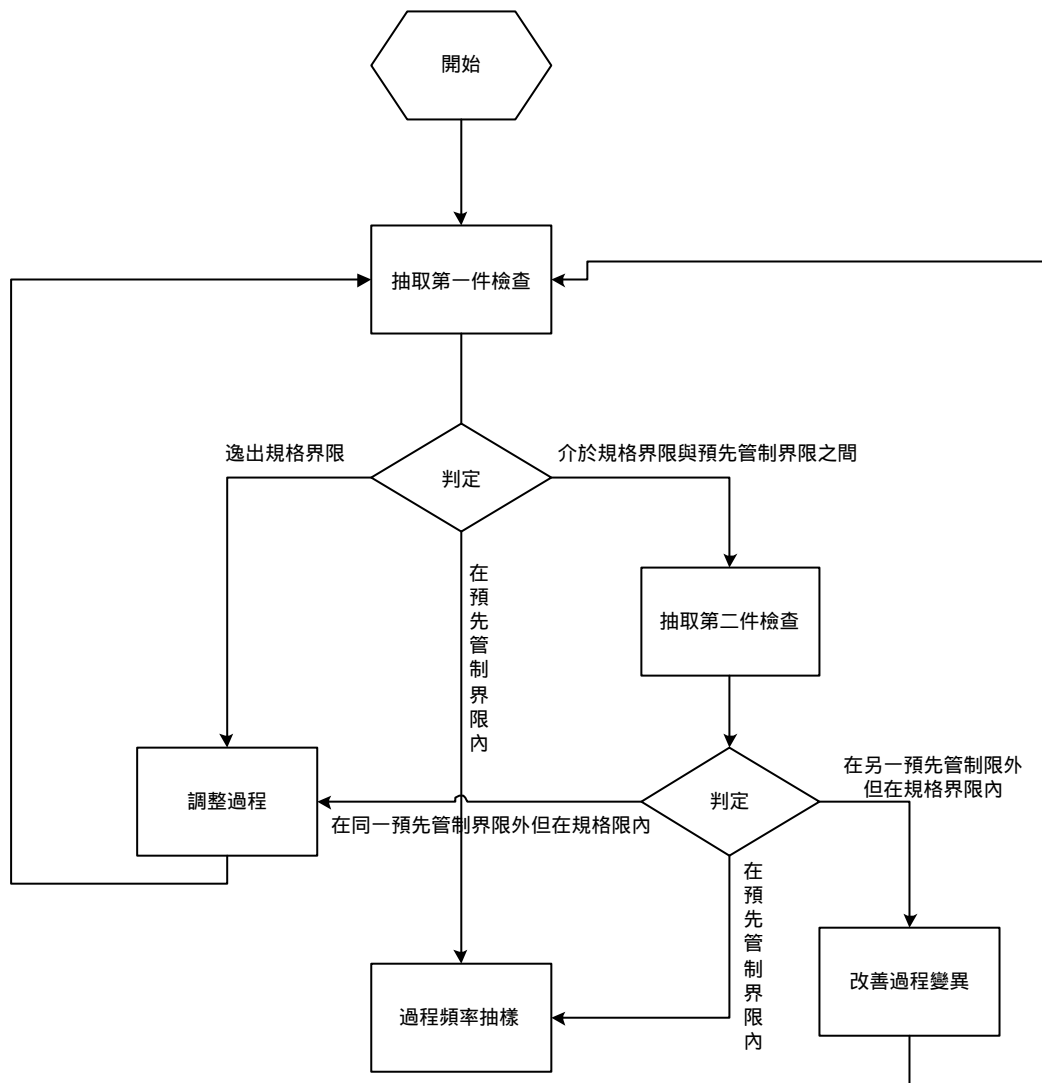 開始
抽取第一件檢查
逸出規格界限
判定
介於規格界限與預先管制界限之間
在預先管制界限內
抽取第二件檢查
調整過程
判定
在另一預先管制限外
但在規格界限內
在同一預先管制界限外但在規格限內
在預先管制界限內
過程頻率抽樣
改善過程變異